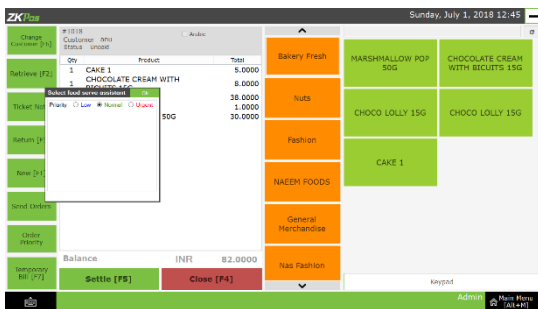 ZKPos
Sunday, July 1, 2018 12:45
Change
Customer [F6]
Retrieve [F2]
Ticket
Return
New [F1]
Send Orders
Order
Priority
Temporary
Bill [F7]
#1018
Customer
Status Unpaid
Qty Product Total
1 CAKE 1 5.0000
1 CHOCOLATE CREAM WITH 8.0000
38.0000
1.0000
50G 30.0000
Select food serve assistant
Priority Low Normal Urgent
Balance INR 82.0000
Settle [F5]
Close [F4]
Bakery Fresh
Nuts
Fashion
NAEEM FOODS
General
Merchandise
Nas Fashion
MARSHMALLOW POP
50G
CHOCOLATE CREAM
WITH BICUITS 15G
CHOCO LOLLY 15G
CHOCO LOLLY 15G
CAKE 1
Keypad
Admin
Main Menu
[Alt+M]